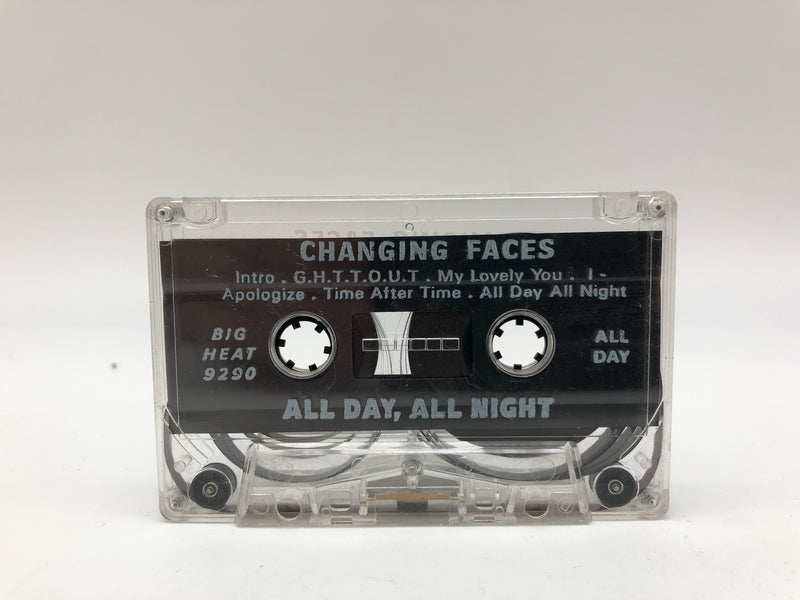 CHANGING FACES
Intro . G.H.T.T.O.U.T . My Lovely You . I -
Apologize . Time After Time . All Day All Night
BIG
HEAT
9290
ALL
DAY
ALL DAY, ALL NIGHT